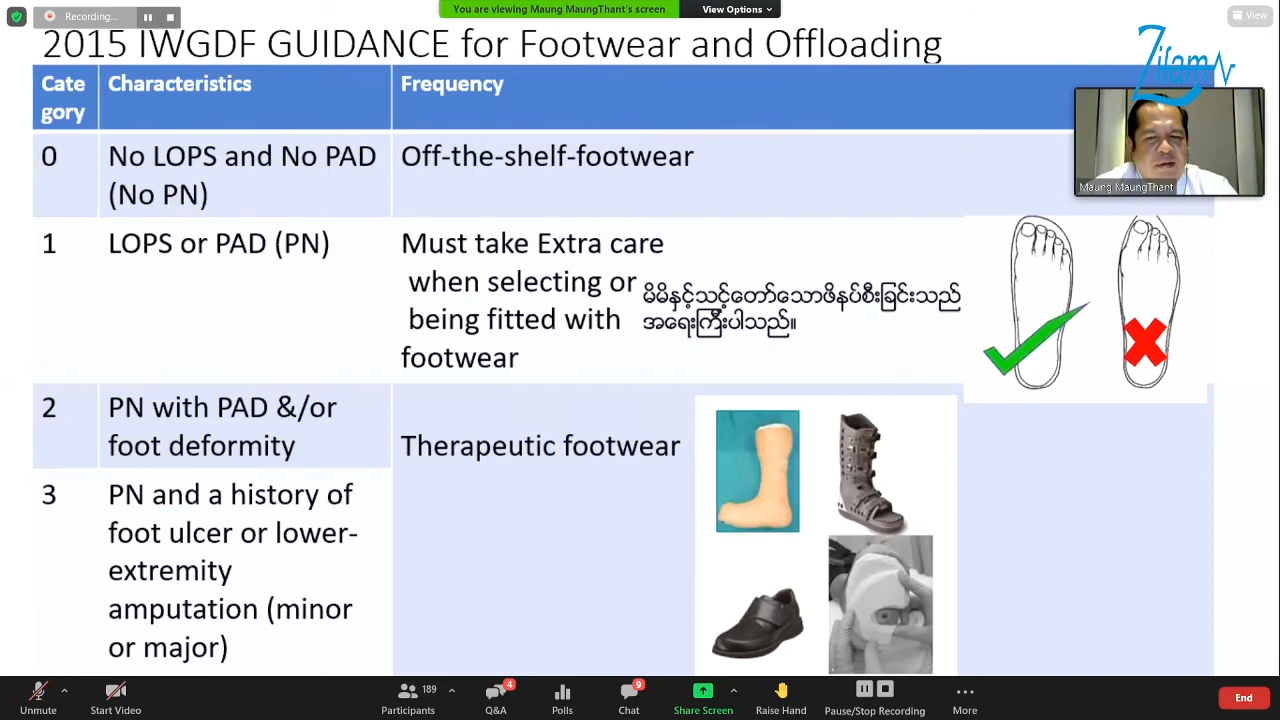 Recording...
You are viewing Maung MaungThant's screen
View Options
View
2015 IWGDF GUIDANCE for Footwear and Offloading
Zifam
Cate
gory
Characteristics
Frequency
Maung MaungThant
0
No LOPS and No PAD
(No PN)
Off-the-shelf-footwear
1
LOPS or PAD (PN)
Must take Extra care
when selecting or
being fitted with
footwear
မိမိနှင့်သင့်တော်သောဖိနပ်စီးခြင်းသည်
အရေးကြီးပါသည်။
2
PN with PAD &/or
foot deformity
Therapeutic footwear
3
PN and a history of
foot ulcer or lower-
extremity
amputation (minor
or major)
Unmute
Start Video
189
Participants
4
Q&A
Polls
9
Chat
Share Screen
Raise Hand
Pause/Stop Recording
More
End